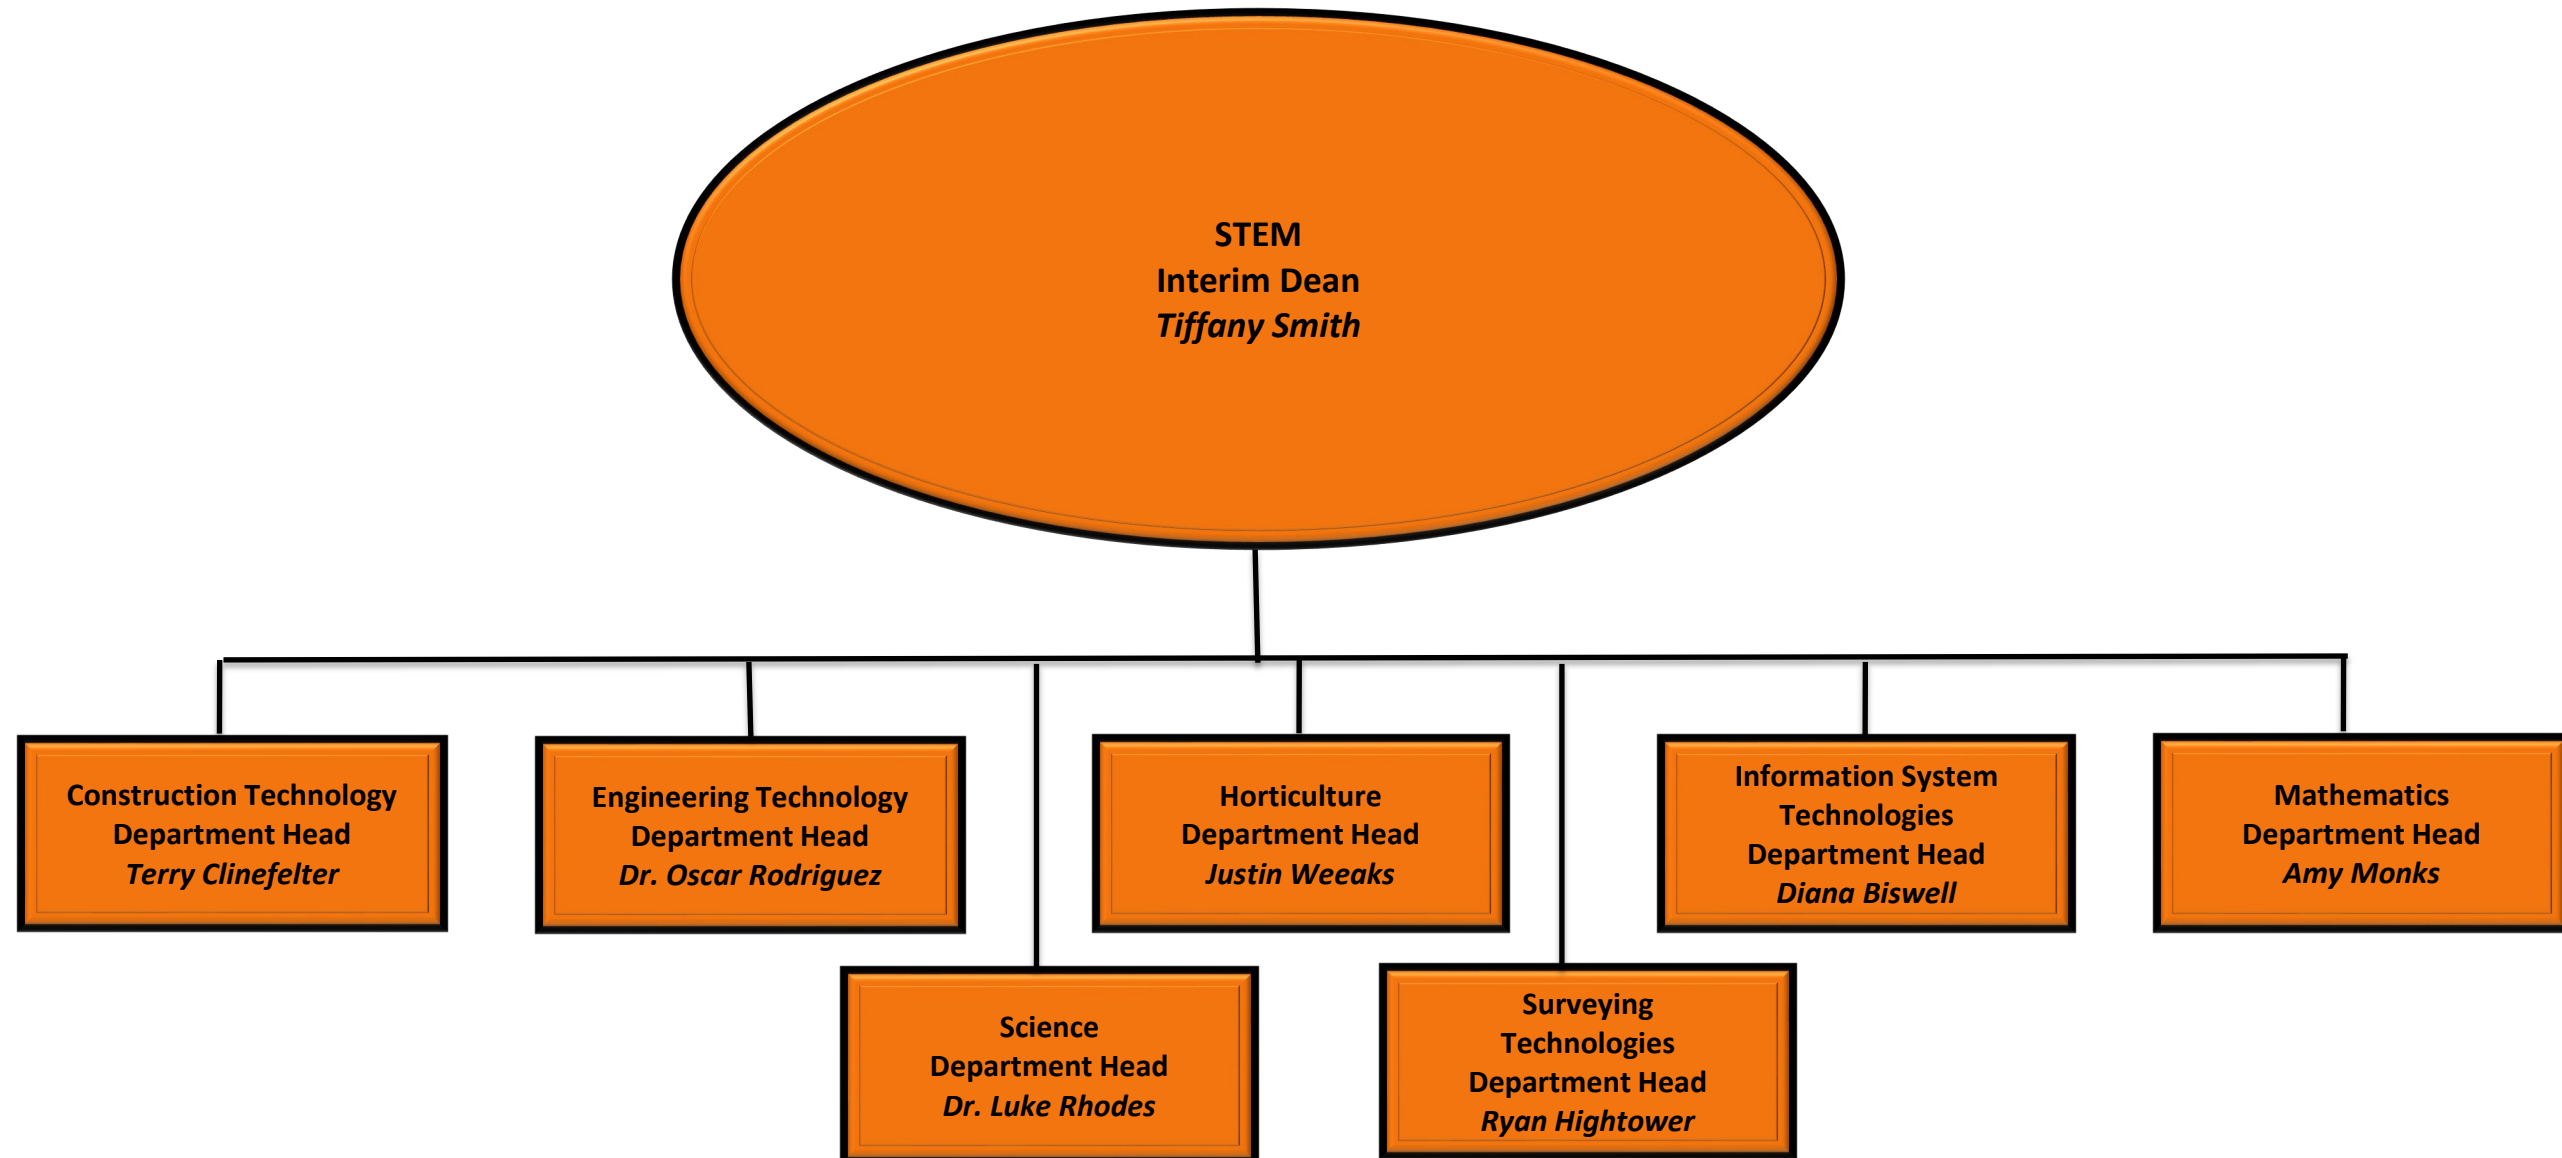 STEM
Interim Dean
Tiffany Smith
Construction Technology
Department Head
Terry Clinefelter
Engineering Technology
Department Head
Dr. Oscar Rodriguez
Horticulture
Department Head
Justin Weeaks
Information System
Technologies
Department Head
Diana Biswell
Mathematics
Department Head
Amy Monks
Science
Department Head
Dr. Luke Rhodes
Surveying
Technologies
Department Head
Ryan Hightower